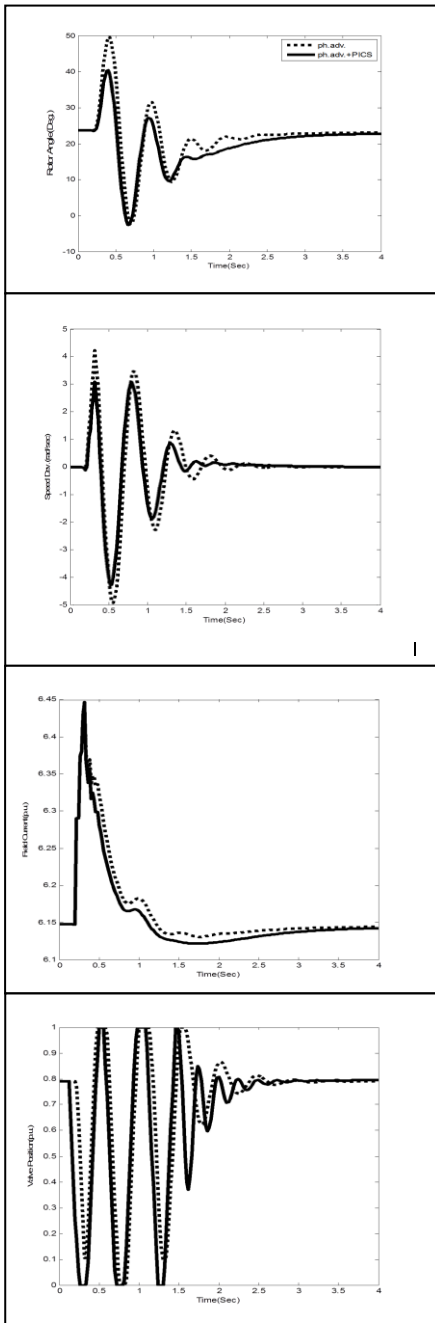 50
40
30
20
10
0
-10
Rotor Angle(Deg.)
ph.adv.
ph.adv.+PICS
0 0.5 1 1.5 2 2.5 3 3.5 4
Time(Sec)
5
4
3
2
1
0
-1
-2
-3
-4
-5
Speed Dev.(rad/sec)
0 0.5 1 1.5 2 2.5 3 3.5 4
Time(Sec)
6.45
6.4
6.35
6.3
6.25
6.2
6.15
6.1
Field Current(p.u.)
0 0.5 1 1.5 2 2.5 3 3.5 4
Time(Sec)
1
0.9
0.8
0.7
0.6
0.5
0.4
0.3
0.2
0.1
0
Valve Position(p.u.)
0 0.5 1 1.5 2 2.5 3 3.5 4
Time(Sec)